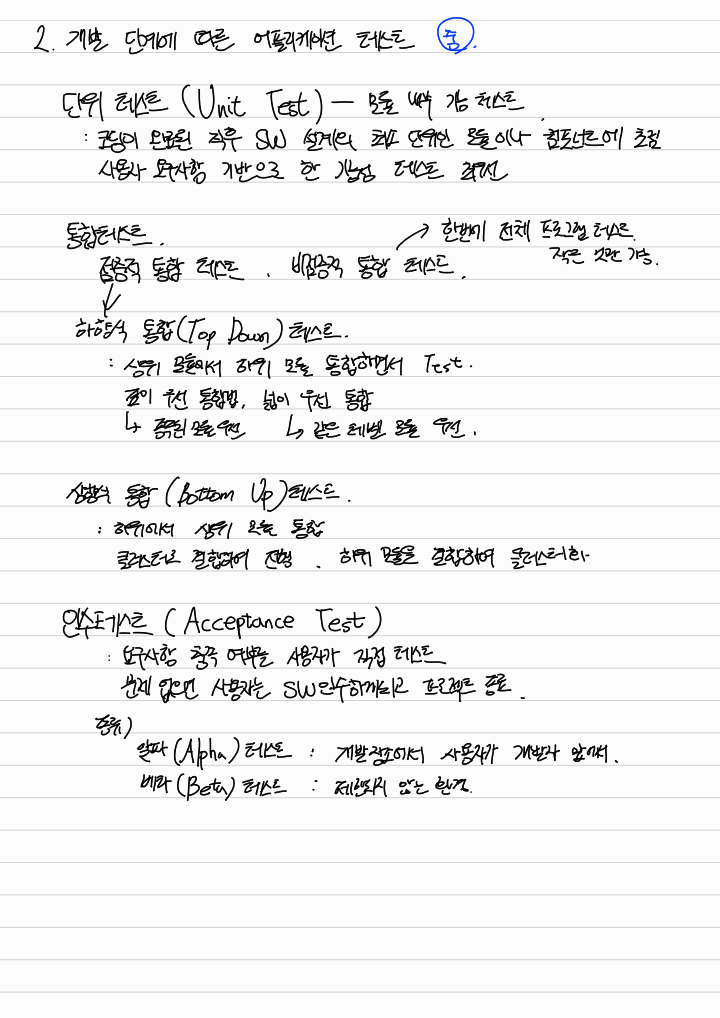 2. 개발 단계에 따른 어플리케이션 테스트 중.
단위 테스트 (Unit Test) — 모듈 내부 감 테스트.
: 코딩이 완료된 직후 SW 설계의 최소 단위인 모듈이나 컴포넌트에 초점
사용자 요구사항 기반으로 한 기능성 테스트 우선
통합테스트.
→ 한번에 전체 프로그램 테스트.
작은 것만 가능.
점증적 통합 테스트 . 비점증적 통합 테스트.
하향식 통합(Top Down) 테스트.
: 상위 모듈에서 하위 모듈 통합하면서 Test.
깊이 우선 통합법, 넓이 우선 통합
↳ 종속된 모듈 우선 ↳ 같은 레벨 모듈 우선.
상향식 통합 (Bottom Up) 테스트.
: 하위에서 상위 모듈 통합
클러스터로 결합하여 진행 . 하위 모듈을 결합하여 클러스터화
인수테스트 (Acceptance Test)
: 요구사항 충족 여부를 사용자가 직접 테스트
문제 없으면 사용자는 SW인수하게되고 프로젝트 종료.
종류)
알파(Alpha) 테스트 : 개발장소에서 사용자가 개발자 앞에서.
베타(Beta) 테스트 : 제한되지 않는 환경.